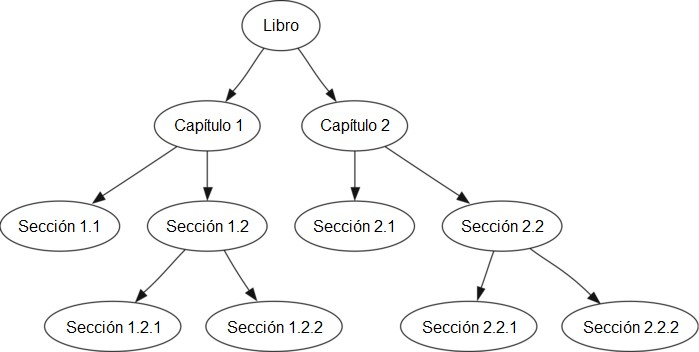 Libro
Capítulo 1
Capítulo 2
Sección 1.1
Sección 1.2
Sección 2.1
Sección 2.2
Sección 1.2.1
Sección 1.2.2
Sección 2.2.1
Sección 2.2.2